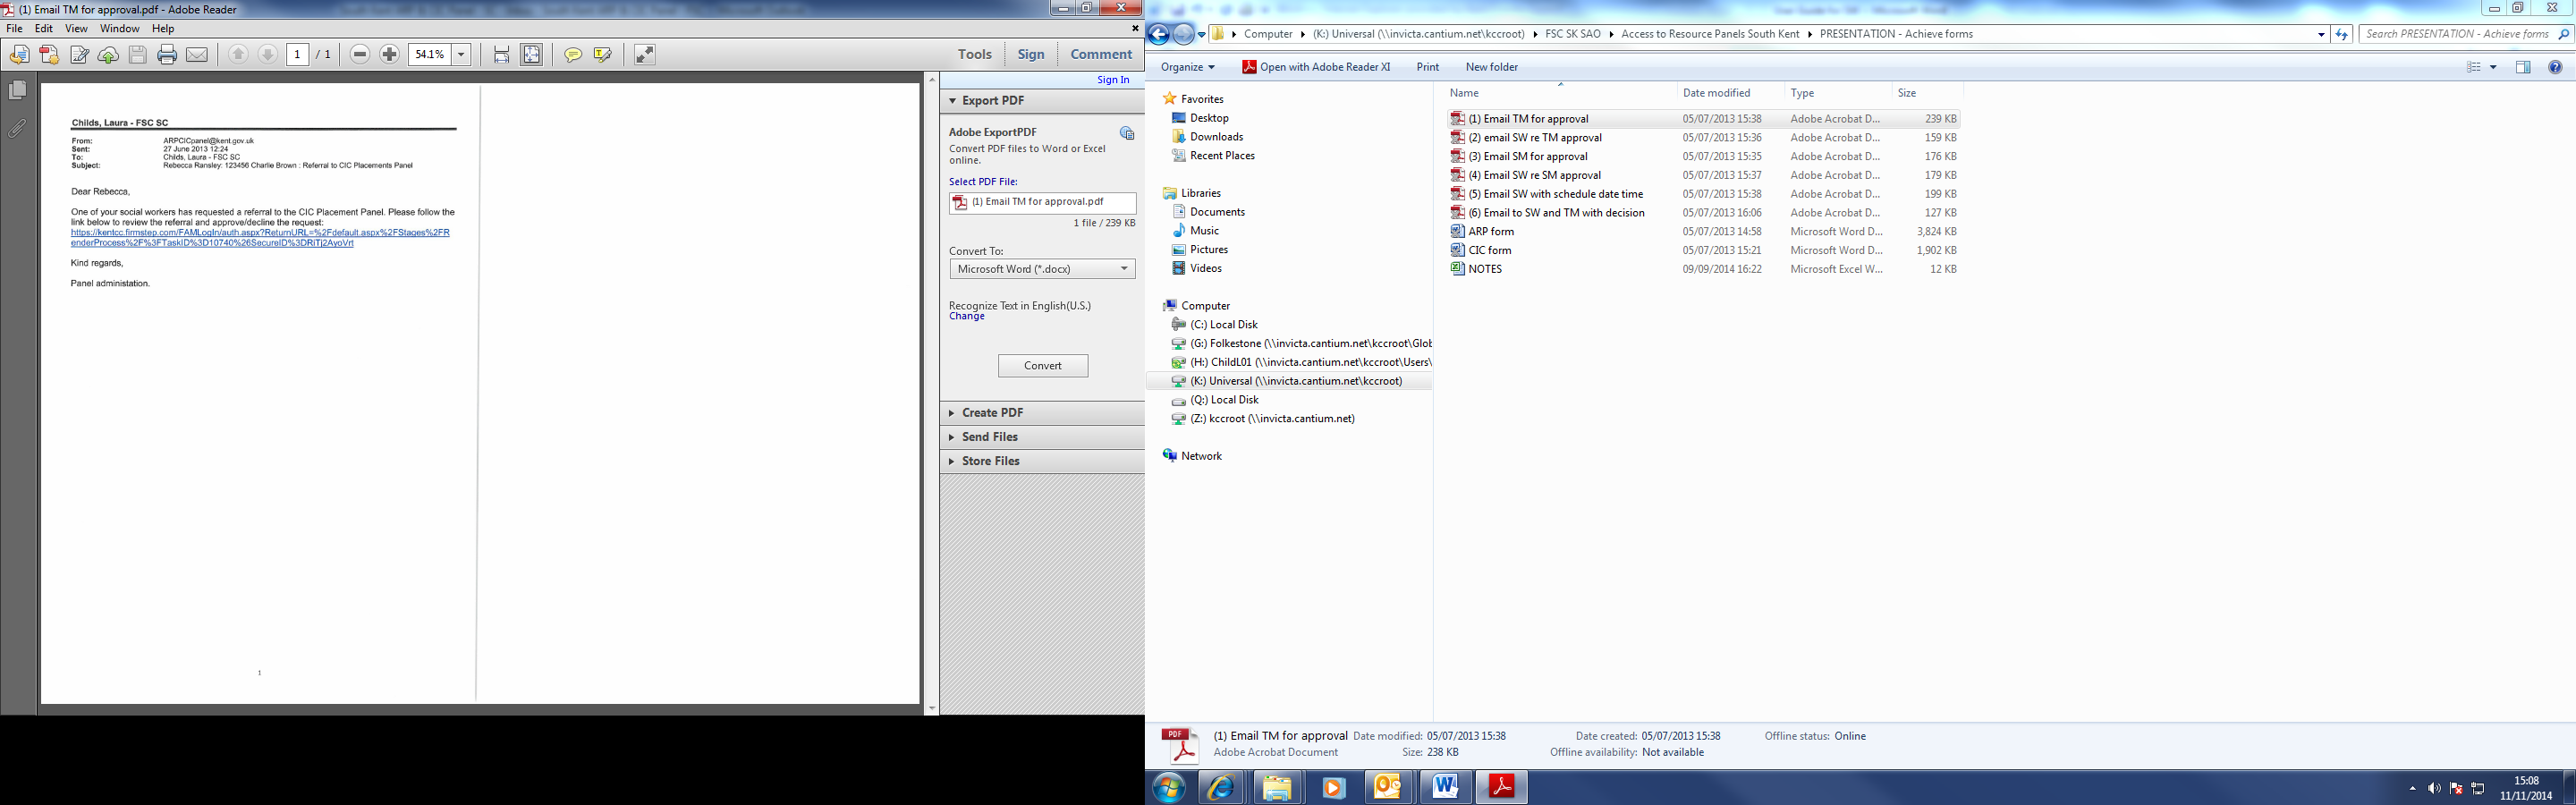 (1) Email TM for approval.pdf - Adobe Reader
File Edit View Window Help
1 / 1 54.1% Tools Sign Comment
Sign In
Childs, Laura - FSC SC
From: ARPCICpanel@kent.gov.uk
Sent: 27 June 2013 12:24
To: Childs, Laura - FSC SC
Subject: Rebecca Ransley: 123456 Charlie Brown : Referral to CIC Placements Panel
Dear Rebecca,
One of your social workers has requested a referral to the CIC Placement Panel. Please follow the
link below to review the referral and approve/decline the request:
https://kentcc.firmstep.com/FAMLogIn/auth.aspx?ReturnURL=%2Fdefault.aspx%2FStages%2FR
enderProcess%2F%3FTaskID%3D10740%26SecureID%3DRiTj2AyoVrt
Kind regards,
Panel administation.
1
Export PDF
Adobe ExportPDF
Convert PDF files to Word or Excel
online.
Select PDF File:
(1) Email TM for approval.pdf
1 file / 239 KB
Convert To:
Microsoft Word (*.docx)
Recognize Text in English(U.S.)
Change
Convert
Create PDF
Send Files
Store Files
Computer (K:) Universal (\\invicta.cantium.net\kccroot) FSC SK SAO Access to Resource Panels South Kent PRESENTATION - Achieve forms
Search PRESENTATION - Achieve forms
Organize Open with Adobe Reader XI Print New folder
Favorites
Desktop
Downloads
Recent Places
Libraries
Documents
Music
Pictures
Videos
Computer
(C:) Local Disk
(G:) Folkestone (\\invicta.cantium.net\kccroot\Glob
(H:) ChildL01 (\\invicta.cantium.net\kccroot\Users\
(K:) Universal (\\invicta.cantium.net\kccroot)
(Q:) Local Disk
(Z:) kccroot (\\invicta.cantium.net)
Network
Name Date modified Type Size
(1) Email TM for approval 05/07/2013 15:38 Adobe Acrobat D... 239 KB
(2) email SW re TM approval 05/07/2013 15:36 Adobe Acrobat D... 159 KB
(3) Email SM for approval 05/07/2013 15:35 Adobe Acrobat D... 176 KB
(4) Email SW re SM approval 05/07/2013 15:37 Adobe Acrobat D... 179 KB
(5) Email SW with schedule date time 05/07/2013 15:38 Adobe Acrobat D... 199 KB
(6) Email to SW and TM with decision 05/07/2013 16:06 Adobe Acrobat D... 127 KB
ARP form 05/07/2013 14:58 Microsoft Word D... 3,824 KB
CIC form 05/07/2013 15:21 Microsoft Word D... 1,902 KB
NOTES 09/09/2014 16:22 Microsoft Excel W... 12 KB
PDF
(1) Email TM for approval Date modified: 05/07/2013 15:38 Date created: 05/07/2013 15:38 Offline status: Online
Adobe Acrobat Document Size: 238 KB Offline availability: Not available
15:08
11/11/2014